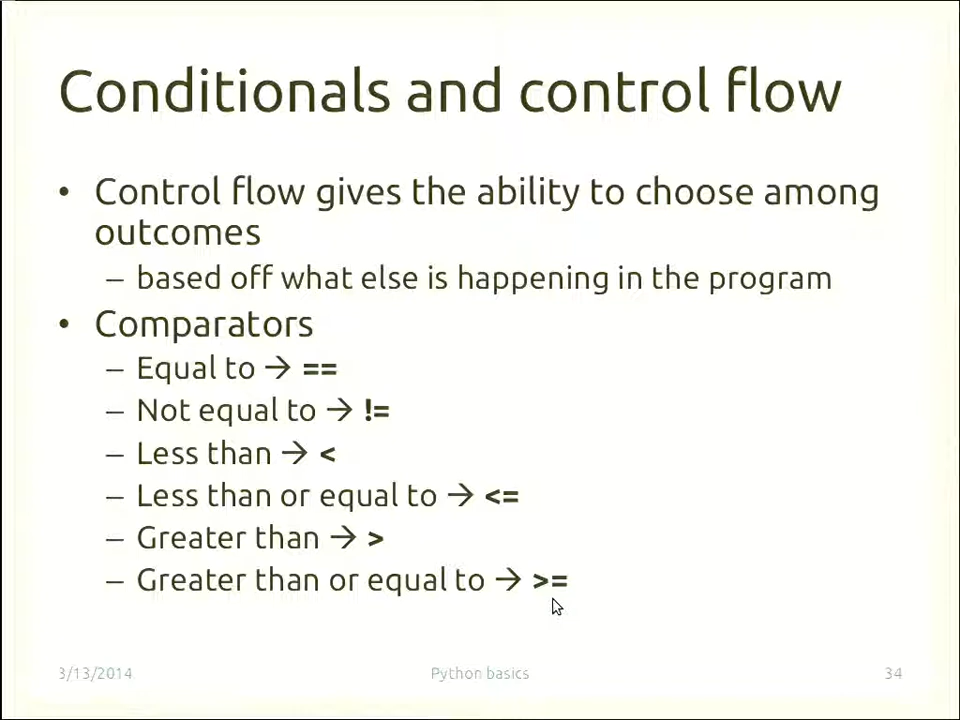 Conditionals and control flow
• Control flow gives the ability to choose among
outcomes
– based off what else is happening in the program
• Comparators
– Equal to → ==
– Not equal to → !=
– Less than → <
– Less than or equal to → <=
– Greater than → >
– Greater than or equal to → >=
3/13/2014 Python basics 34